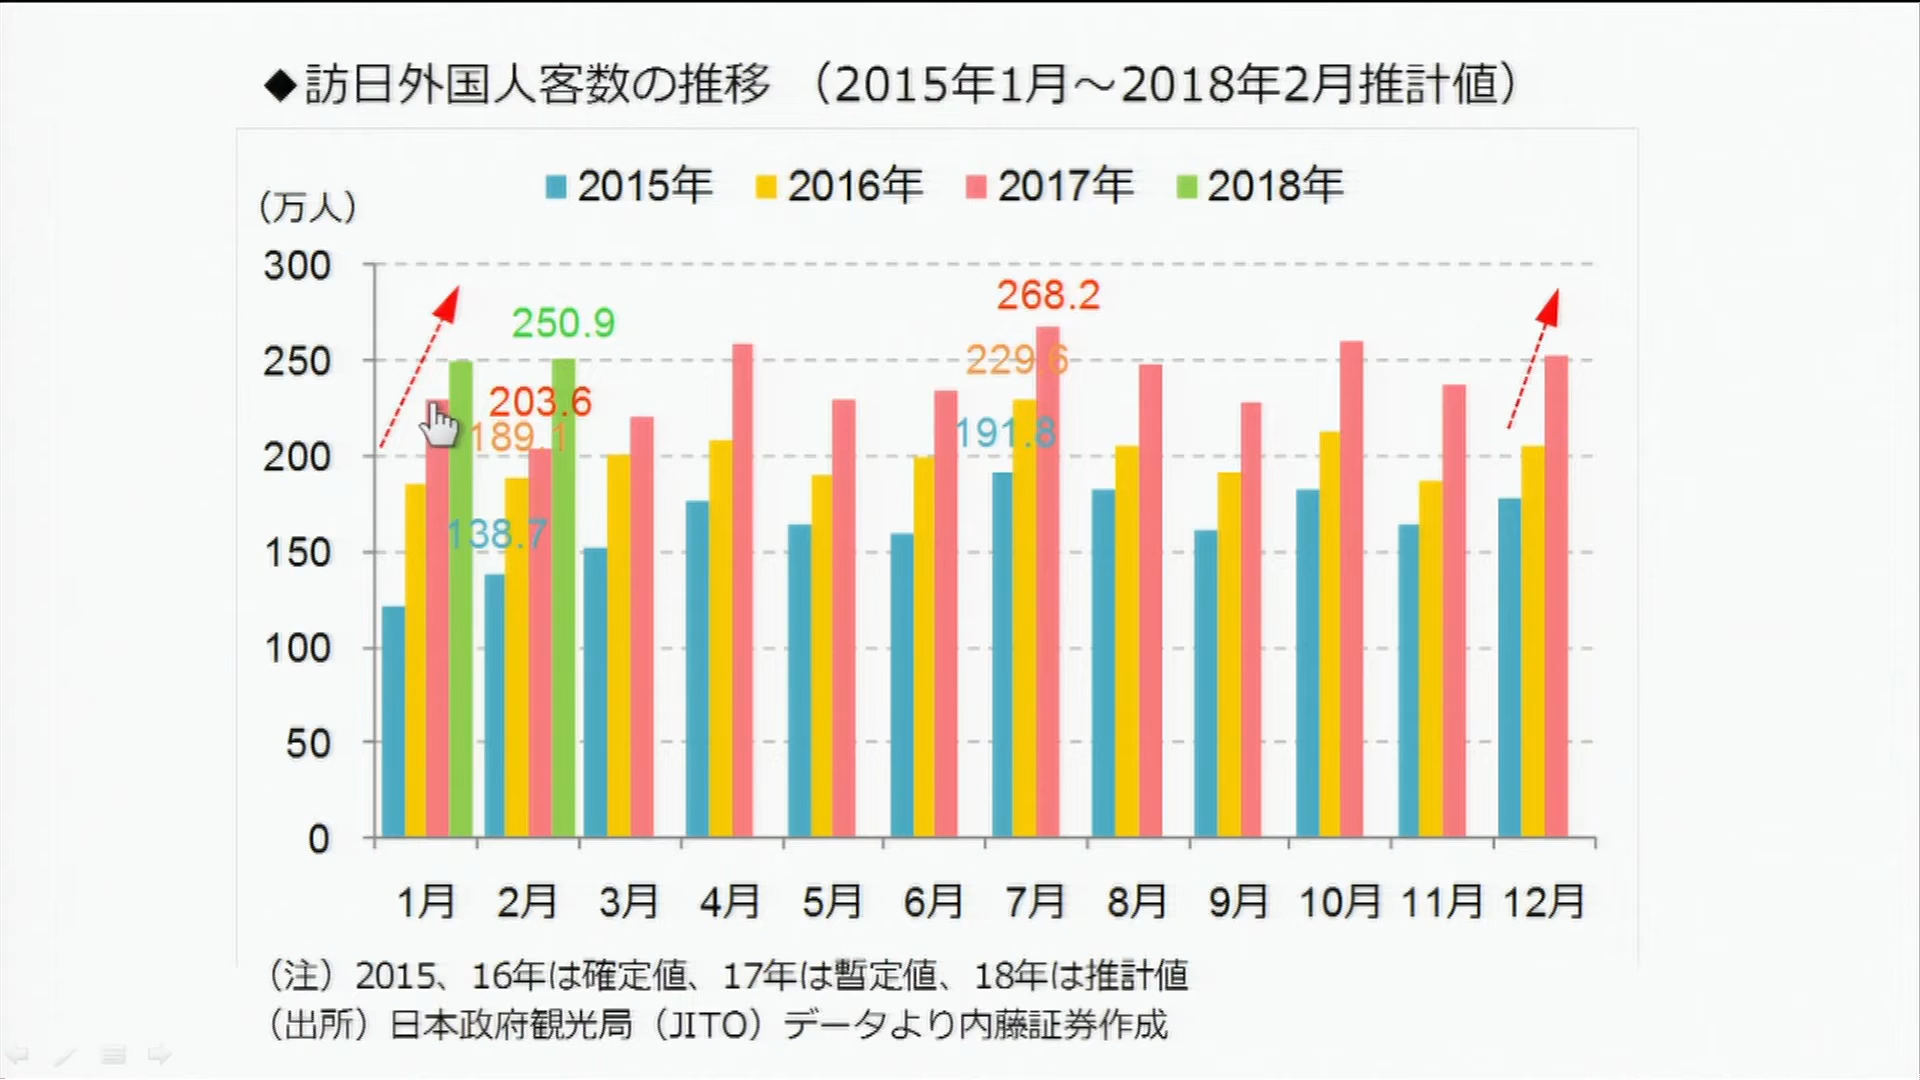 ◆訪日外国人客数の推移 （2015年1月～2018年2月推計値）
2015年 2016年 2017年 2018年
（万人）
300
250
200
150
100
50
0
250.9
203.6
189.1
138.7
268.2
229.6
191.8
1月 2月 3月 4月 5月 6月 7月 8月 9月 10月 11月 12月
（注）2015、16年は確定値、17年は暫定値、18年は推計値
（出所）日本政府観光局（JITO）データより内藤証券作成